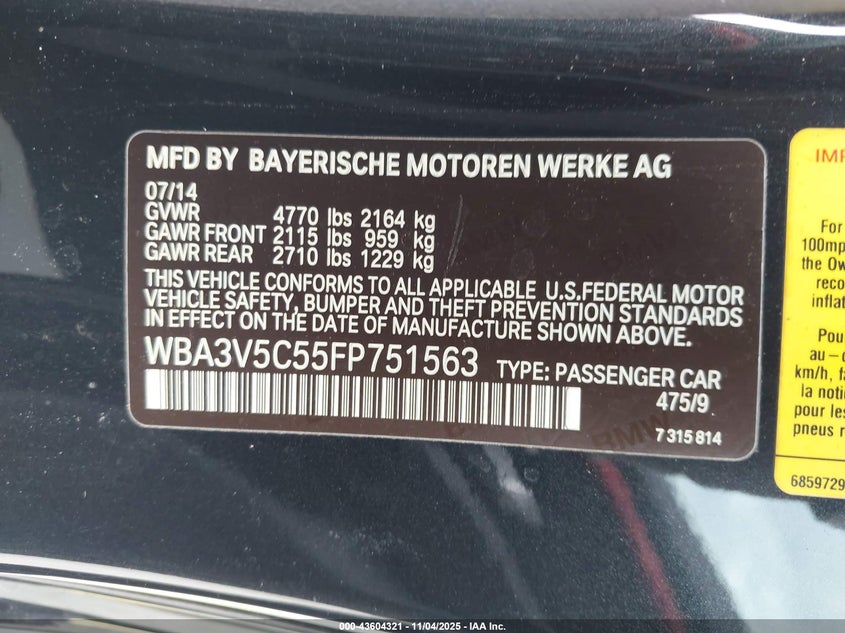 MFD BY BAYERISCHE MOTOREN WERKE AG
07/14
GVWR 4770 lbs 2164 kg
GAWR FRONT 2115 lbs 959 kg
GAWR REAR 2710 lbs 1229 kg
THIS VEHICLE CONFORMS TO ALL APPLICABLE U.S.FEDERAL MOTOR
VEHICLE SAFETY, BUMPER AND THEFT PREVENTION STANDARDS
IN EFFECT ON THE DATE OF MANUFACTURE SHOWN ABOVE.
WBA3V5C55FP751563 TYPE: PASSENGER CAR
475/9
7 315 814
BMW
For
100mp
the Ow
reco
inflat
Pou
au-d
km/h, fa
la notic
pour les
pneus r
6859729
000-43604321 - 11/04/2025 - IAA Inc.